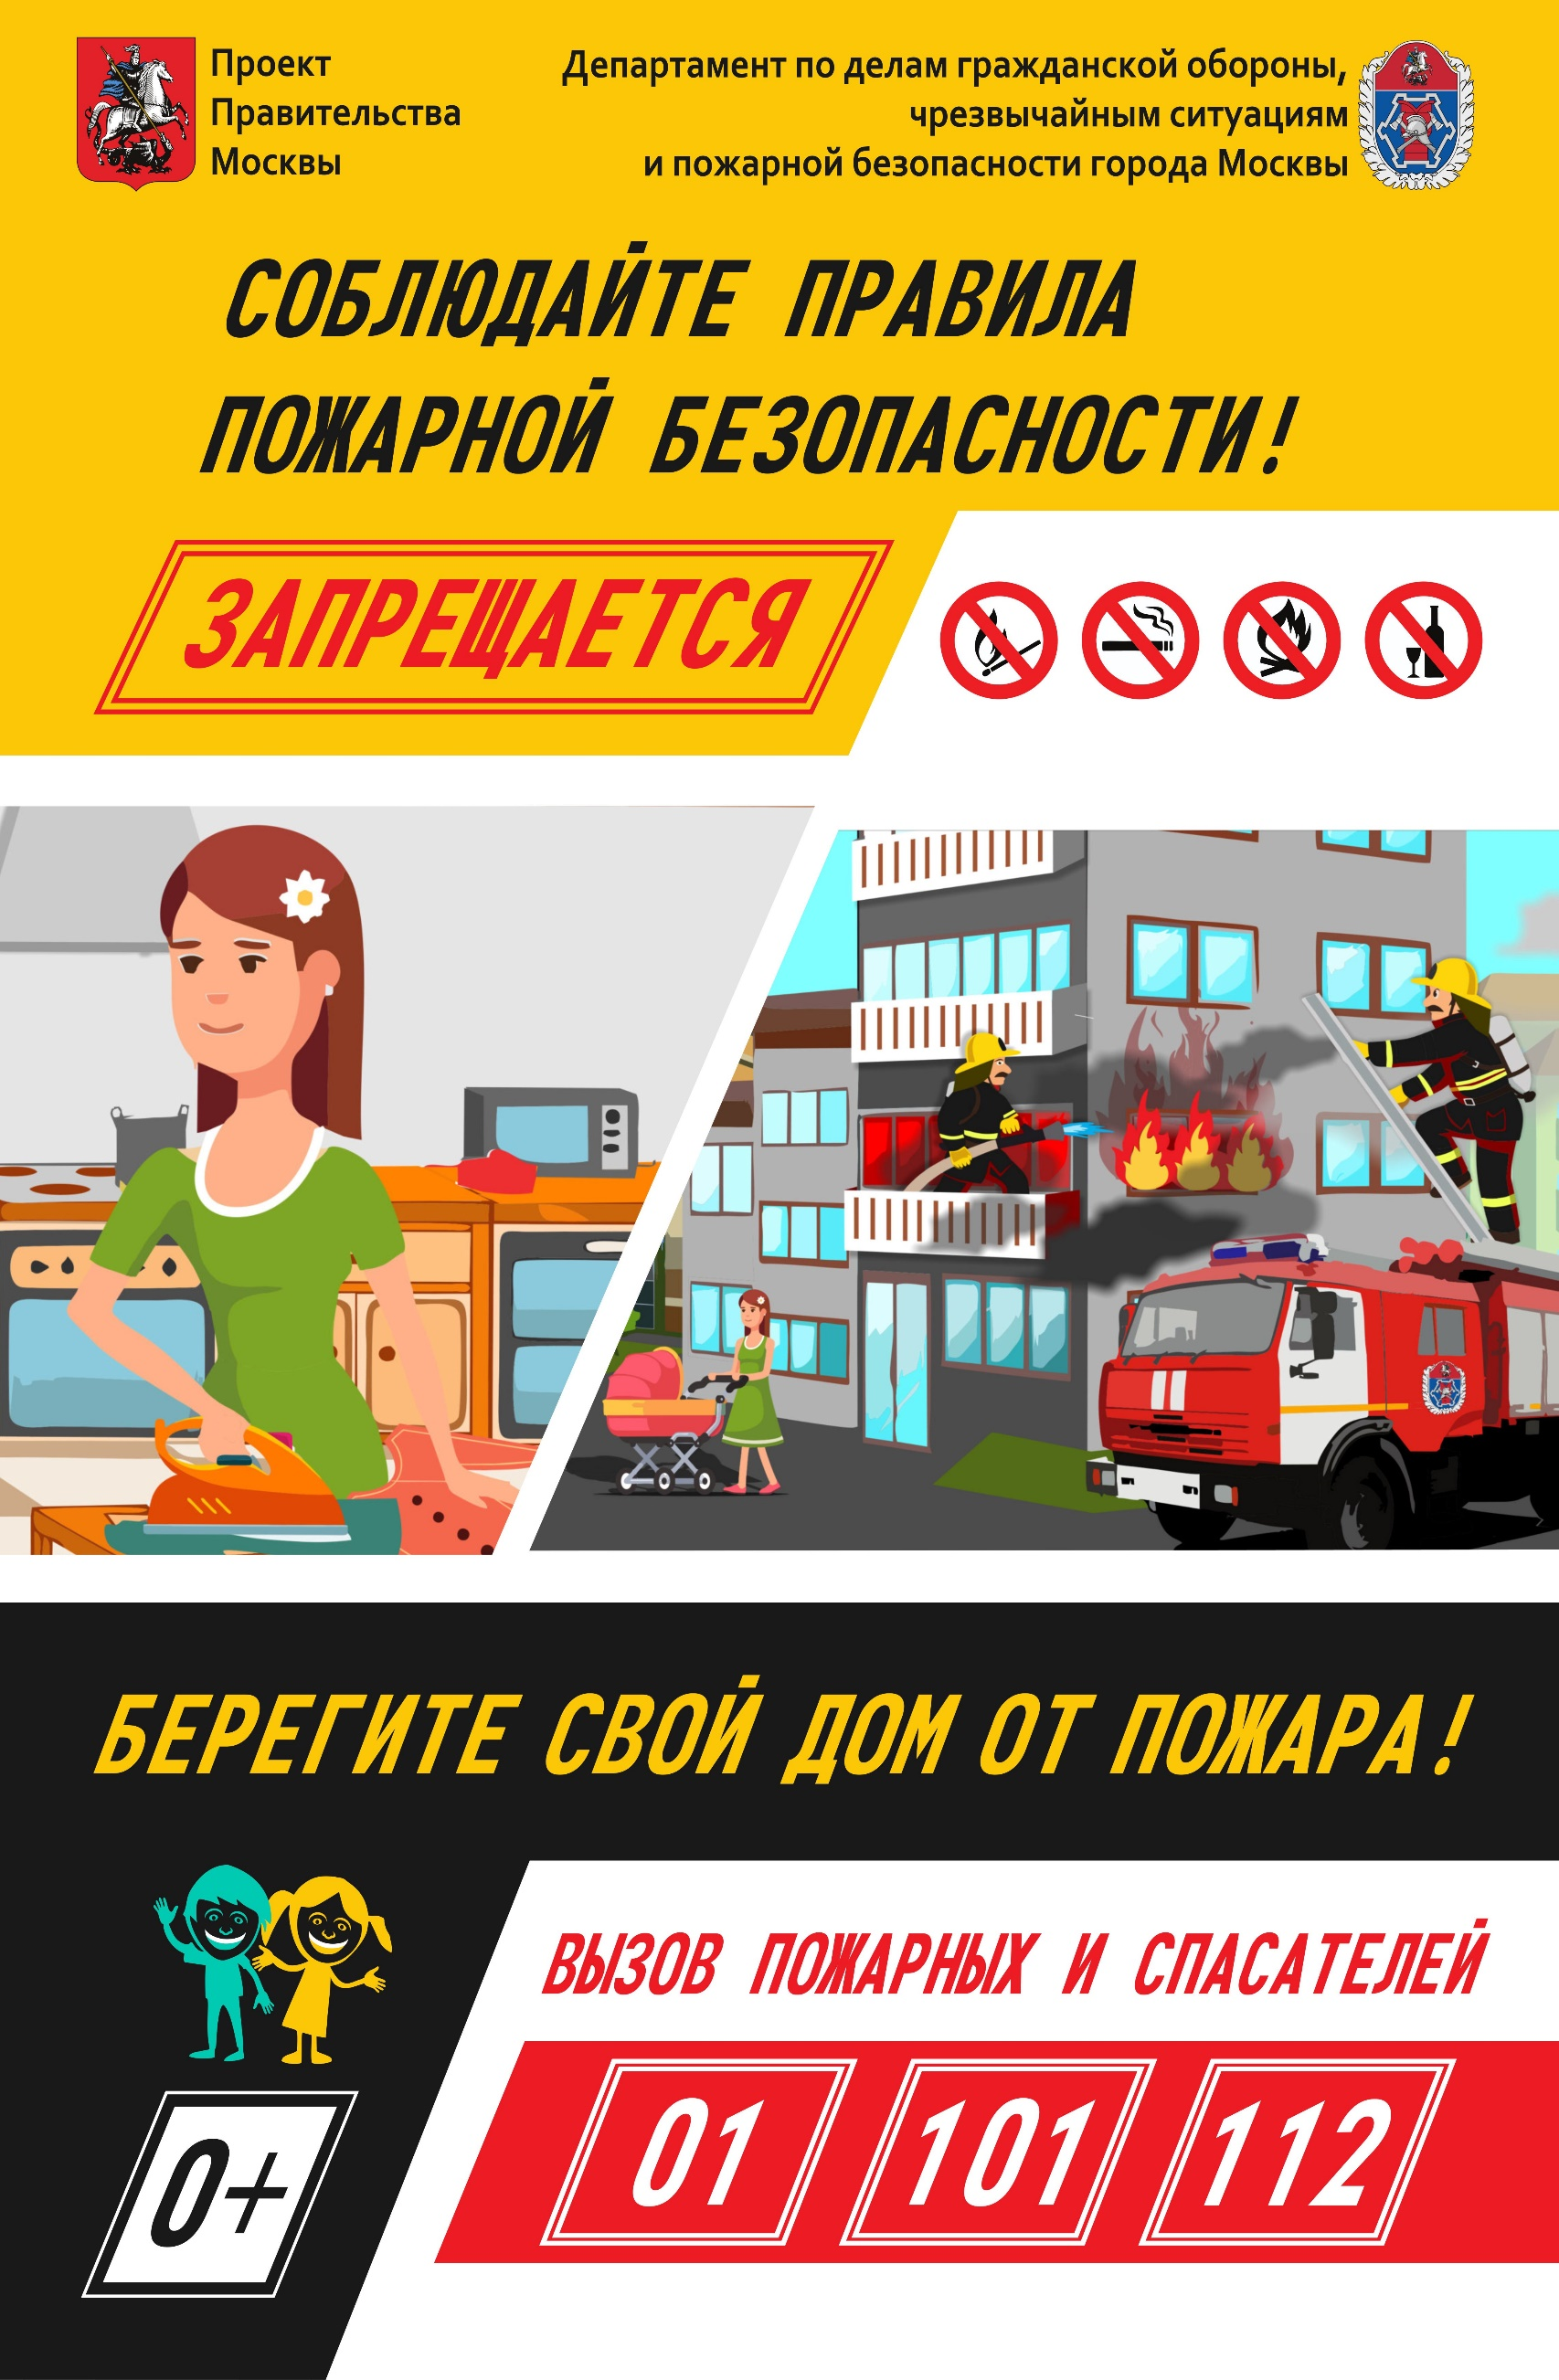 Проект
Правительства
Москвы
Департамент по делам гражданской обороны,
чрезвычайным ситуациям
и пожарной безопасности города Москвы
СОБЛЮДАЙТЕ ПРАВИЛА
ПОЖАРНОЙ БЕЗОПАСНОСТИ!
ЗАПРЕЩАЕТСЯ
БЕРЕГИТЕ СВОЙ ДОМ ОТ ПОЖАРА!
ВЫЗОВ ПОЖАРНЫХ И СПАСАТЕЛЕЙ
01 101 112
0+